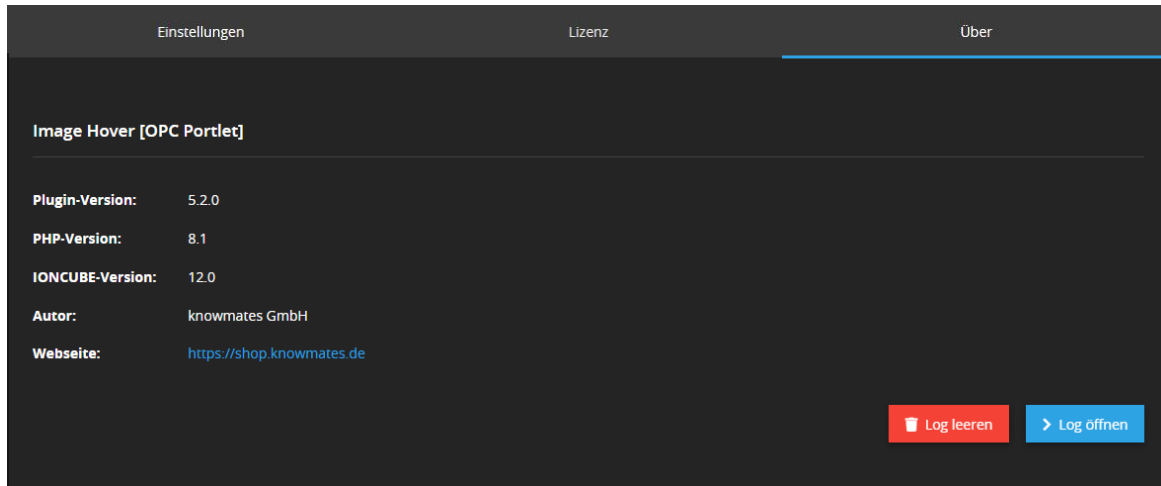 Einstellungen Lizenz Über
Image Hover [OPC Portlet]
Plugin-Version: 5.2.0
PHP-Version: 8.1
IONCUBE-Version: 12.0
Autor: knowmates GmbH
Webseite: https://shop.knowmates.de
Log leeren Log öffnen